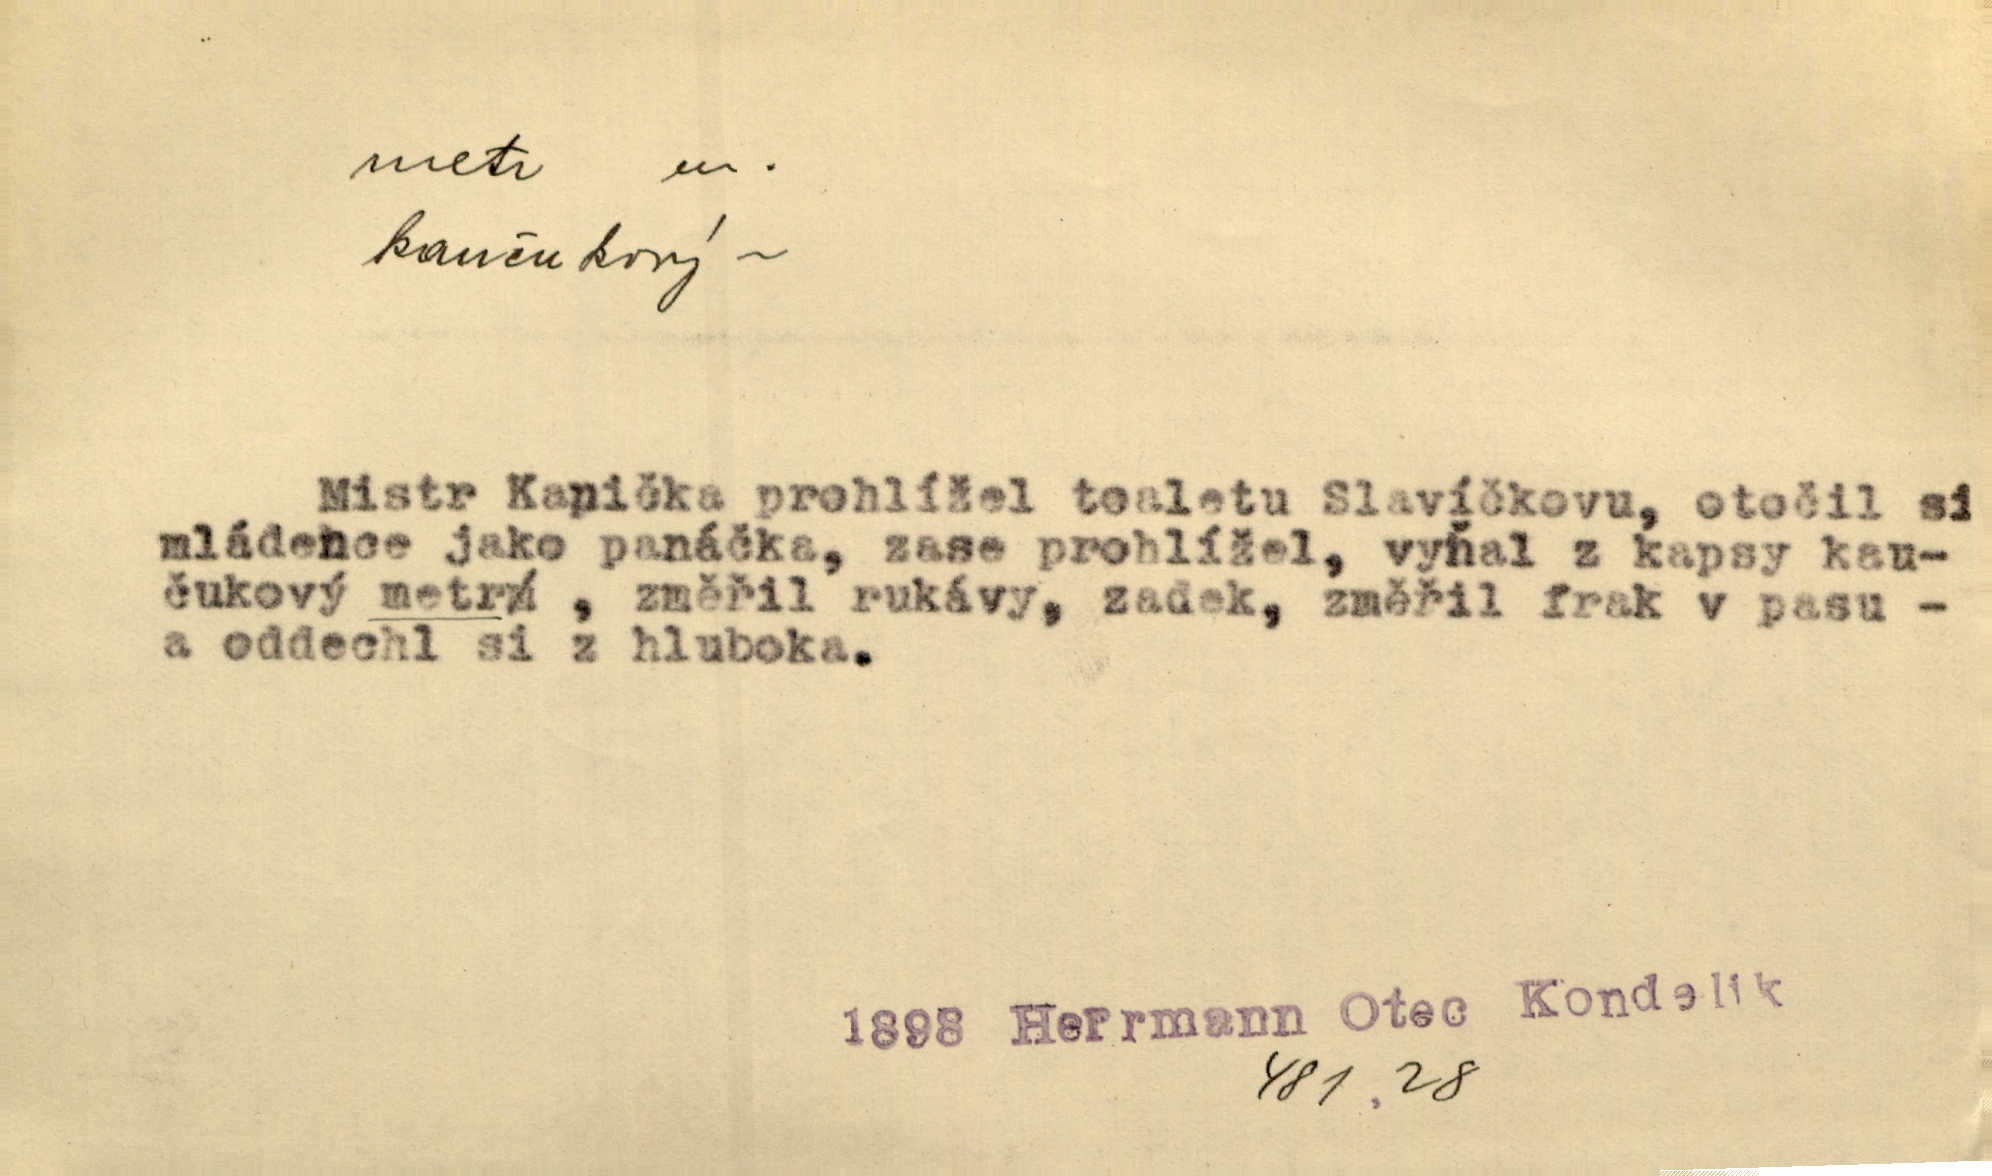 metr m.
kaučukový ~
Mistr Kapička prohlížel toaletu Slavíčkovu, otočil si
mládence jako panáčka, zase prohlížel, vyňal z kapsy kau-
čukový metr , změřil rukávy, zadek, změřil frak v pasu -
a oddechl si z hluboka.
1898 Herrmann Otec Kondelik
481, 28